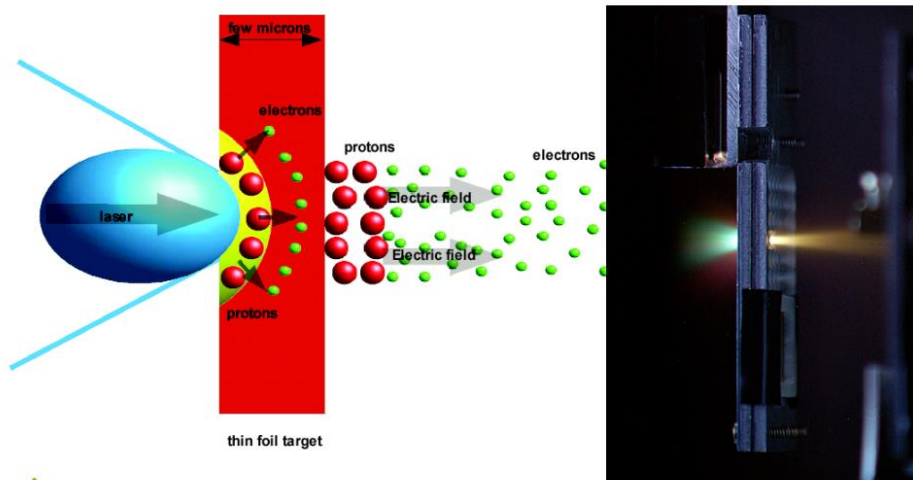 few microns
electrons
protons
electrons
Electric field
laser
Electric field
protons
thin foil target